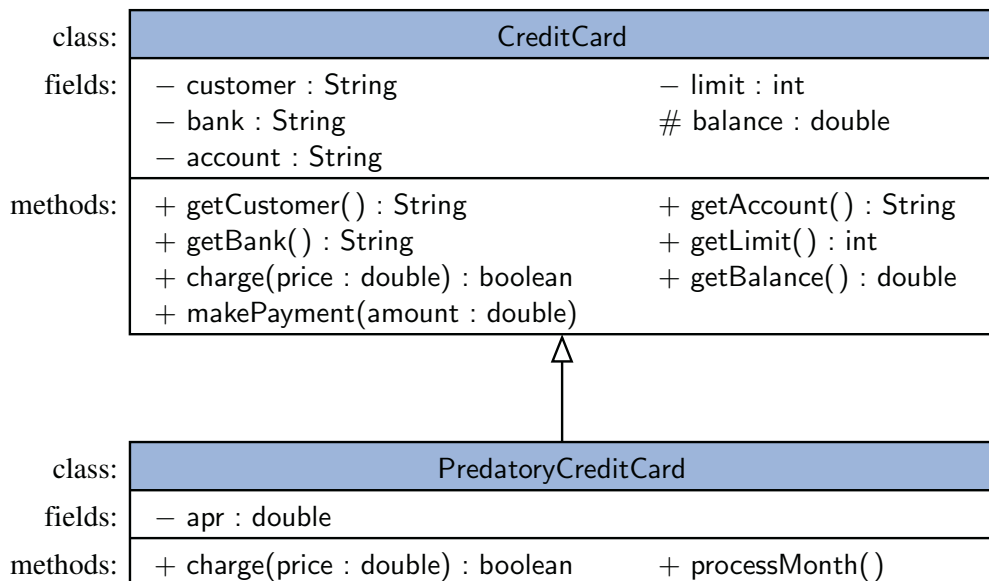 class: CreditCard
fields: − customer : String − limit : int
− bank : String # balance : double
− account : String
methods: + getCustomer( ) : String + getAccount( ) : String
+ getBank( ) : String + getLimit( ) : int
+ charge(price : double) : boolean + getBalance( ) : double
+ makePayment(amount : double)
class: PredatoryCreditCard
fields: − apr : double
methods: + charge(price : double) : boolean + processMonth( )